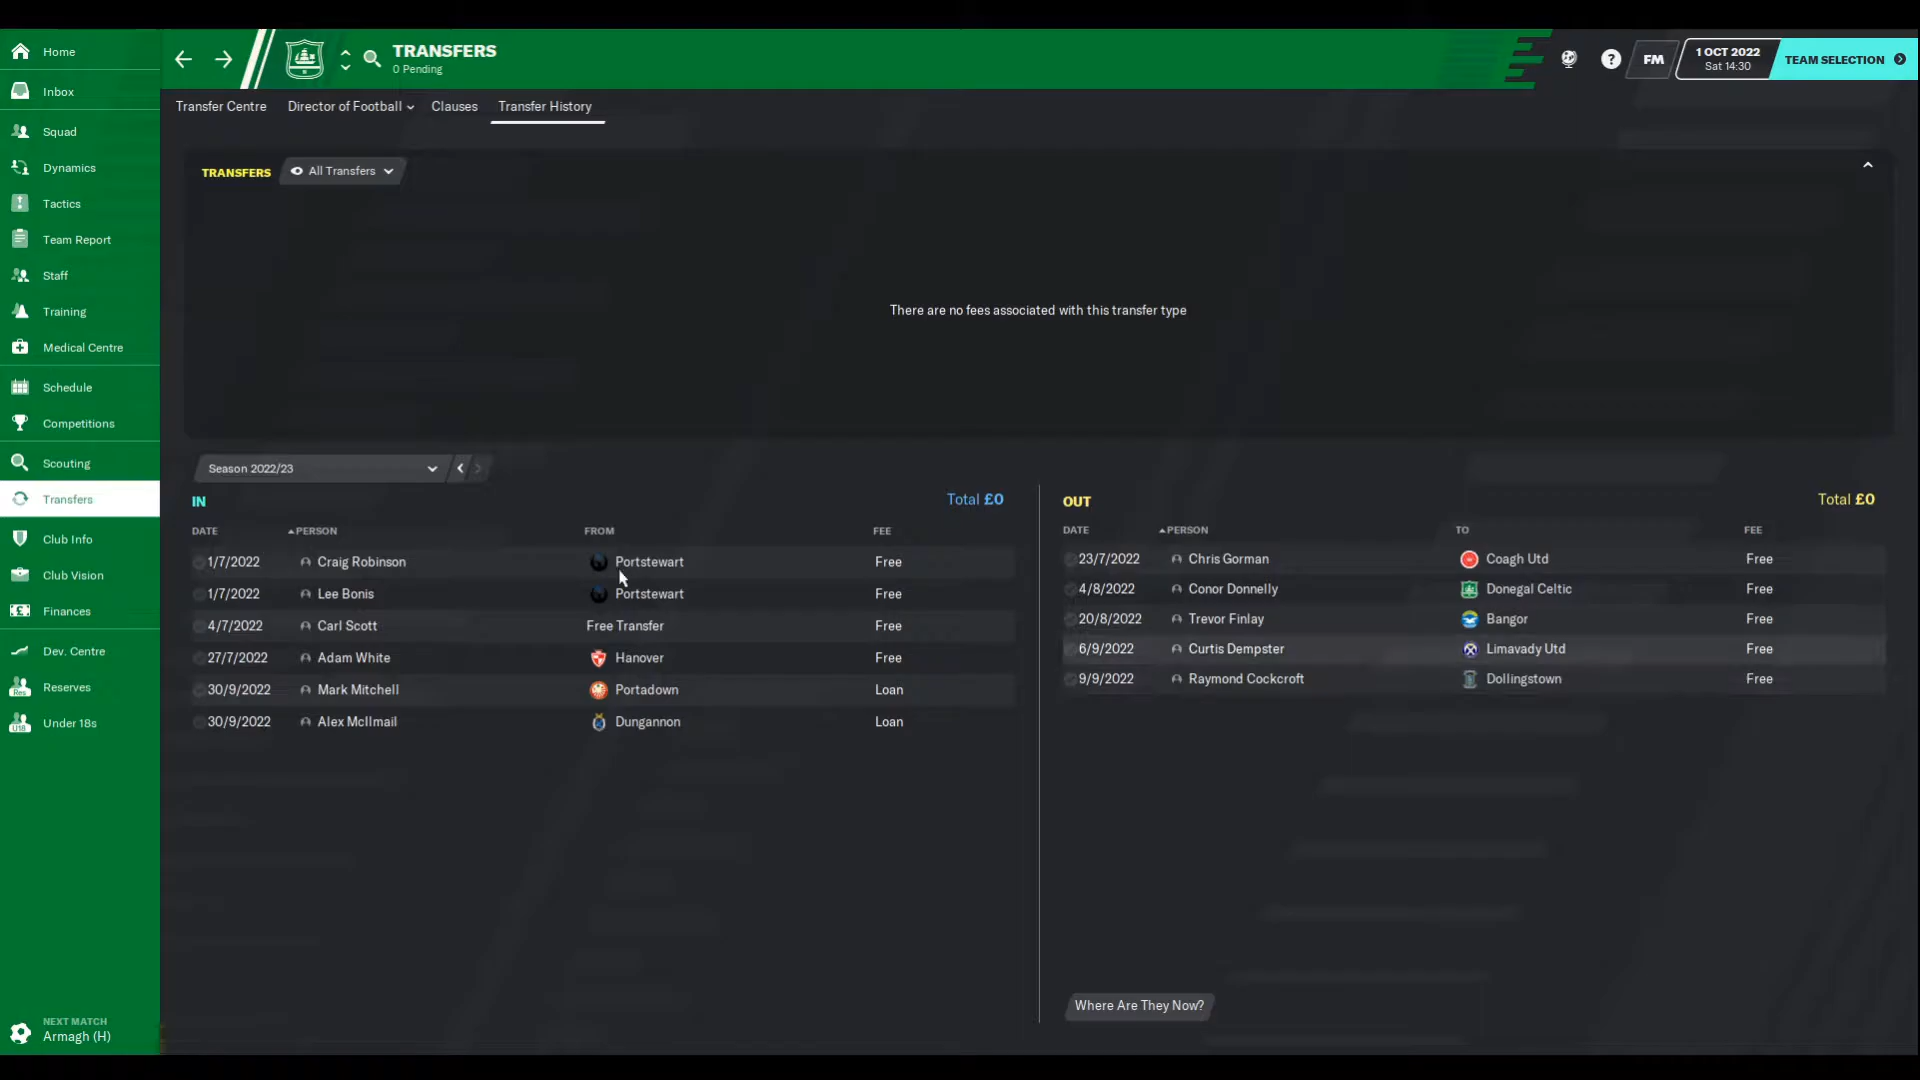 Home
Inbox
Squad
Dynamics
Tactics
Team Report
Staff
Training
Medical Centre
Schedule
Competitions
Scouting
Transfers
Club Info
Club Vision
Finances
Dev. Centre
Res
Reserves
U18
Under 18s
NEXT MATCH
Armagh (H)
TRANSFERS
0 Pending
? FM
1 OCT 2022
Sat 14:30
TEAM SELECTION
Transfer Centre Director of Football Clauses Transfer History
TRANSFERS All Transfers
There are no fees associated with this transfer type
Season 2022/23
IN Total £0
DATE PERSON FROM FEE
1/7/2022 Craig Robinson Portstewart Free
1/7/2022 Lee Bonis Portstewart Free
4/7/2022 Carl Scott Free Transfer Free
27/7/2022 Adam White Hanover Free
30/9/2022 Mark Mitchell Portadown Loan
30/9/2022 Alex McIlmail Dungannon Loan
OUT Total £0
DATE PERSON TO FEE
23/7/2022 Chris Gorman Coagh Utd Free
4/8/2022 Conor Donnelly Donegal Celtic Free
20/8/2022 Trevor Finlay Bangor Free
6/9/2022 Curtis Dempster Limavady Utd Free
9/9/2022 Raymond Cockcroft Dollingstown Free
Where Are They Now?